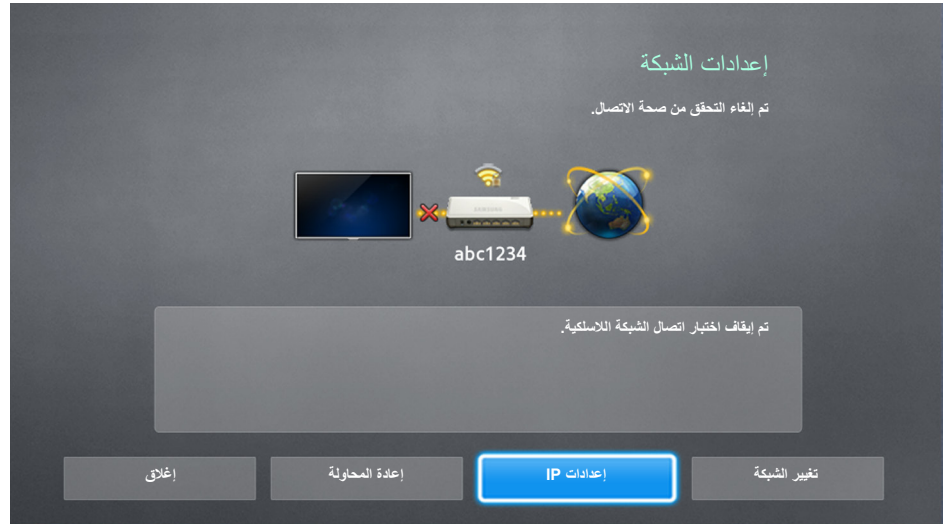 إعدادات الشبكة
تم إلغاء التحقق من صحة الاتصال.
SAMSUNG
abc1234
تم إيقاف اختبار اتصال الشبكة اللاسلكية.
تغيير الشبكة
إعدادات IP
إعادة المحاولة
إغلاق